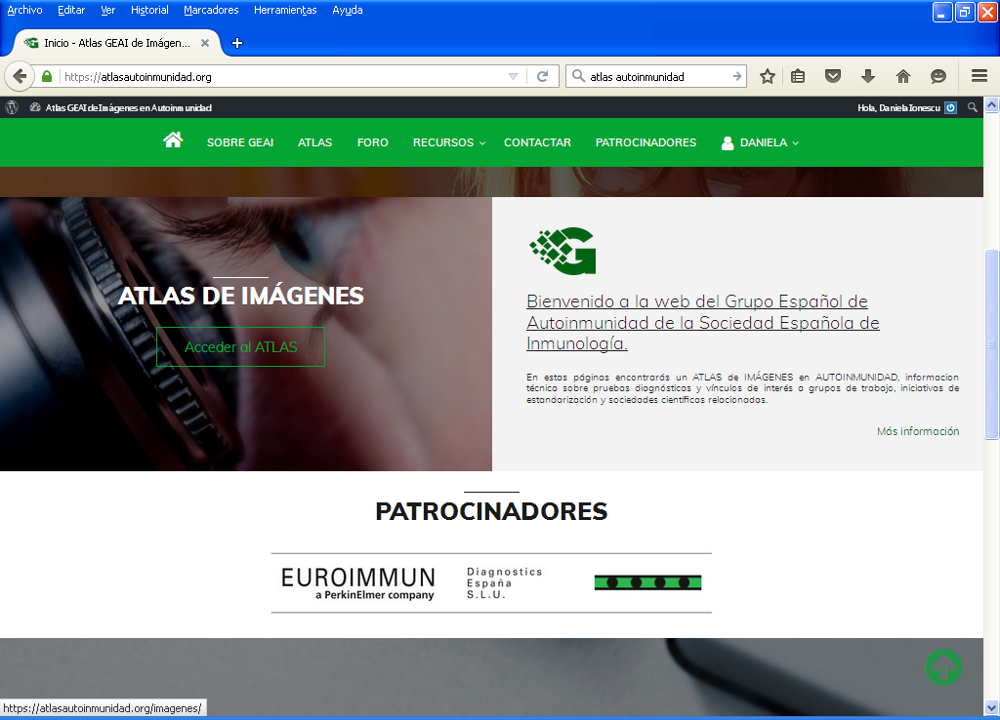 Archivo Editar Ver Historial Marcadores Herramientas Ayuda
Inicio - Atlas GEAI de Imágen...
https://atlasautoinmunidad.org
atlas autoinmunidad
Atlas GEAI de Imágenes en Autoinmunidad
Hola, Daniela Ionescu
SOBRE GEAI ATLAS FORO RECURSOS CONTACTAR PATROCINADORES DANIELA
ATLAS DE IMÁGENES
Acceder al ATLAS
G
Bienvenido a la web del Grupo Español de
Autoinmunidad de la Sociedad Española de
Inmunología.
En estas páginas encontrarás un ATLAS de IMÁGENES en AUTOINMUNIDAD, informacion
técnica sobre pruebas diagnósticas y vínculos de interés a grupos de trabajo, iniciativas de
estandarización y sociedades científicas relacionadas.
Más información
PATROCINADORES
EUROIMMUN
a PerkinElmer company
Diagnostics
España
S.L.U.
https://atlasautoinmunidad.org/imagenes/